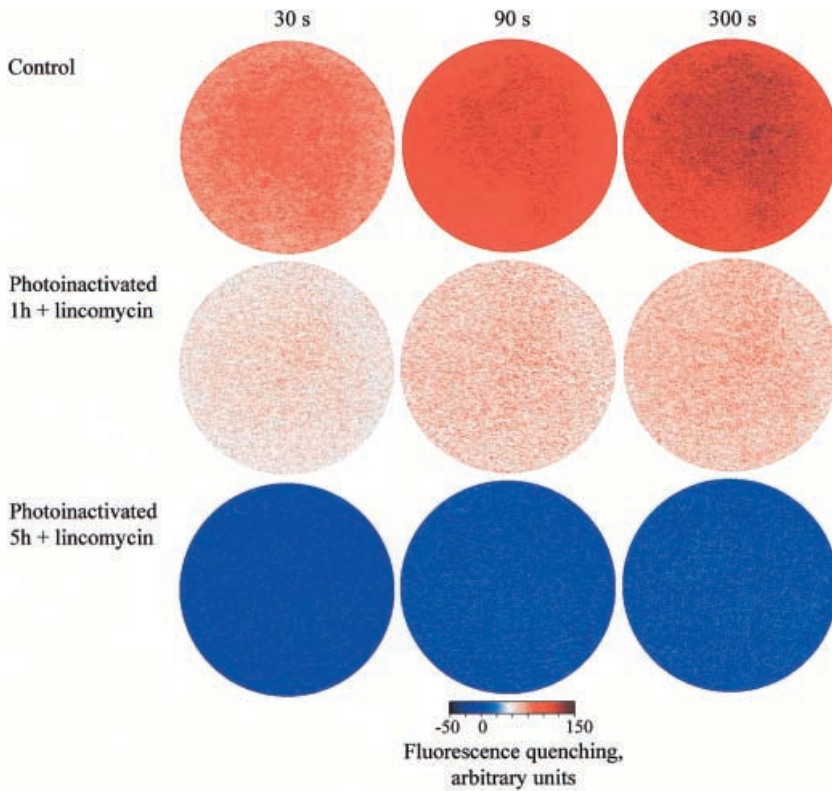 30 s 90 s 300 s
Control
Photoinactivated
1h + lincomycin
Photoinactivated
5h + lincomycin
-50 0 150
Fluorescence quenching,
arbitrary units